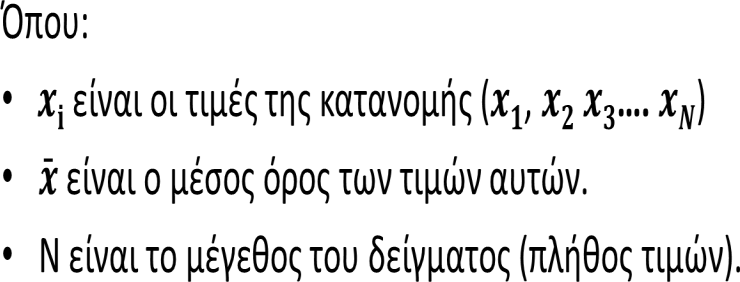 Όπου:
• xᵢ είναι οι τιμές της κατανομής (x₁, x₂ x₃.... x_N)
• x̄ είναι ο μέσος όρος των τιμών αυτών.
• Ν είναι το μέγεθος του δείγματος (πλήθος τιμών).